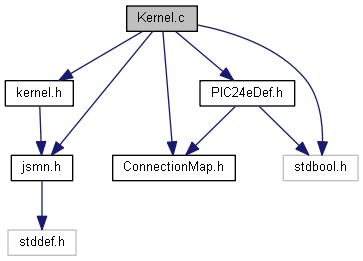 Kernel.c
kernel.h
PIC24eDef.h
jsmn.h
ConnectionMap.h
stdbool.h
stddef.h